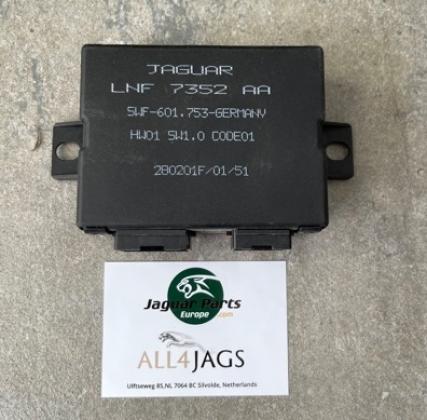 JAGUAR
LNF 7352 AA
SWF-601.753-GERMANY
HW01 SW1.0 CODE01
280201F/01/51
Jaguar Parts
Europe .com
ALL4JAGS
Ulftseweg 85,NL 7064 BC Silvolde, Netherlands